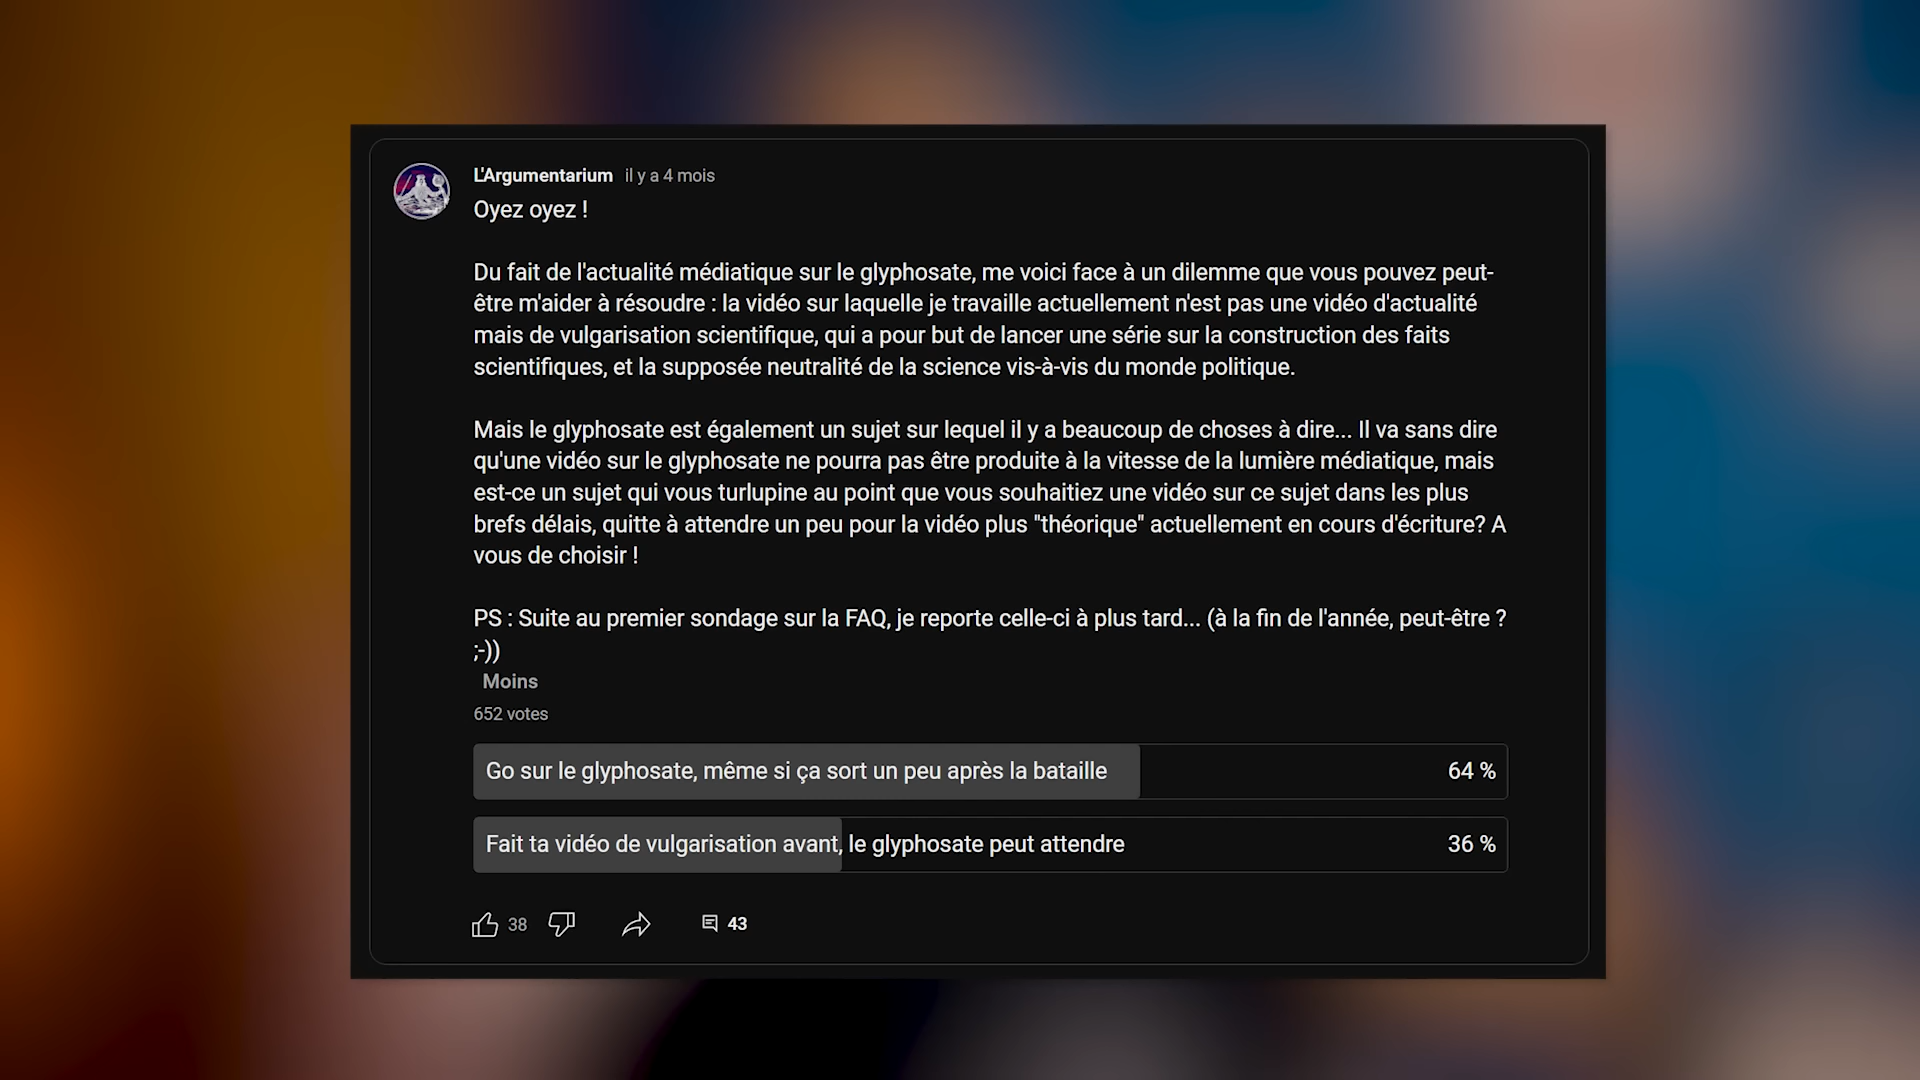 L'Argumentarium il y a 4 mois
Oyez oyez !
Du fait de l'actualité médiatique sur le glyphosate, me voici face à un dilemme que vous pouvez peut-
être m'aider à résoudre : la vidéo sur laquelle je travaille actuellement n'est pas une vidéo d'actualité
mais de vulgarisation scientifique, qui a pour but de lancer une série sur la construction des faits
scientifiques, et la supposée neutralité de la science vis-à-vis du monde politique.
Mais le glyphosate est également un sujet sur lequel il y a beaucoup de choses à dire... Il va sans dire
qu'une vidéo sur le glyphosate ne pourra pas être produite à la vitesse de la lumière médiatique, mais
est-ce un sujet qui vous turlupine au point que vous souhaitiez une vidéo sur ce sujet dans les plus
brefs délais, quitte à attendre un peu pour la vidéo plus "théorique" actuellement en cours d'écriture? A
vous de choisir !
PS : Suite au premier sondage sur la FAQ, je reporte celle-ci à plus tard... (à la fin de l'année, peut-être ?
;-))
Moins
652 votes
Go sur le glyphosate, même si ça sort un peu après la bataille 64 %
Fait ta vidéo de vulgarisation avant, le glyphosate peut attendre 36 %
38 43